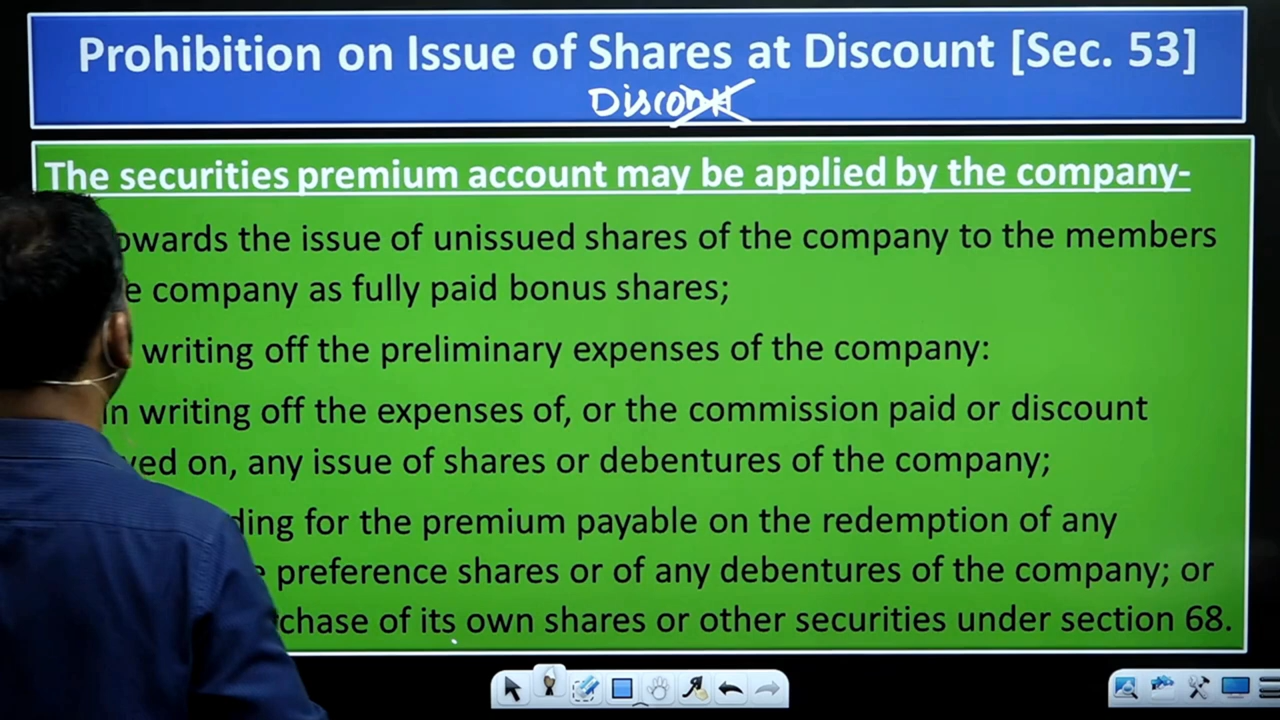 Prohibition on Issue of Shares at Discount [Sec. 53]
Discount
The securities premium account may be applied by the company-
the issue of unissued shares of the company to the members
company as fully paid bonus shares;
writing off the preliminary expenses of the company:
writing off the expenses of, or the commission paid or discount
on, any issue of shares or debentures of the company;
for the premium payable on the redemption of any
preference shares or of any debentures of the company; or
of its own shares or other securities under section 68.